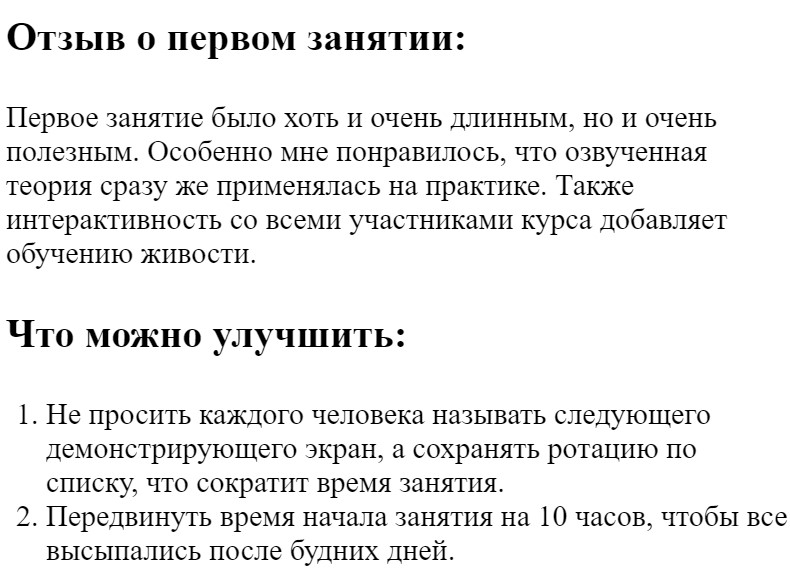 Отзыв о первом занятии:
Первое занятие было хоть и очень длинным, но и очень
полезным. Особенно мне понравилось, что озвученная
теория сразу же применялась на практике. Также
интерактивность со всеми участниками курса добавляет
обучению живости.
Что можно улучшить:
1. Не просить каждого человека называть следующего
демонстрирующего экран, а сохранять ротацию по
списку, что сократит время занятия.
2. Передвинуть время начала занятия на 10 часов, чтобы все
высыпались после будних дней.